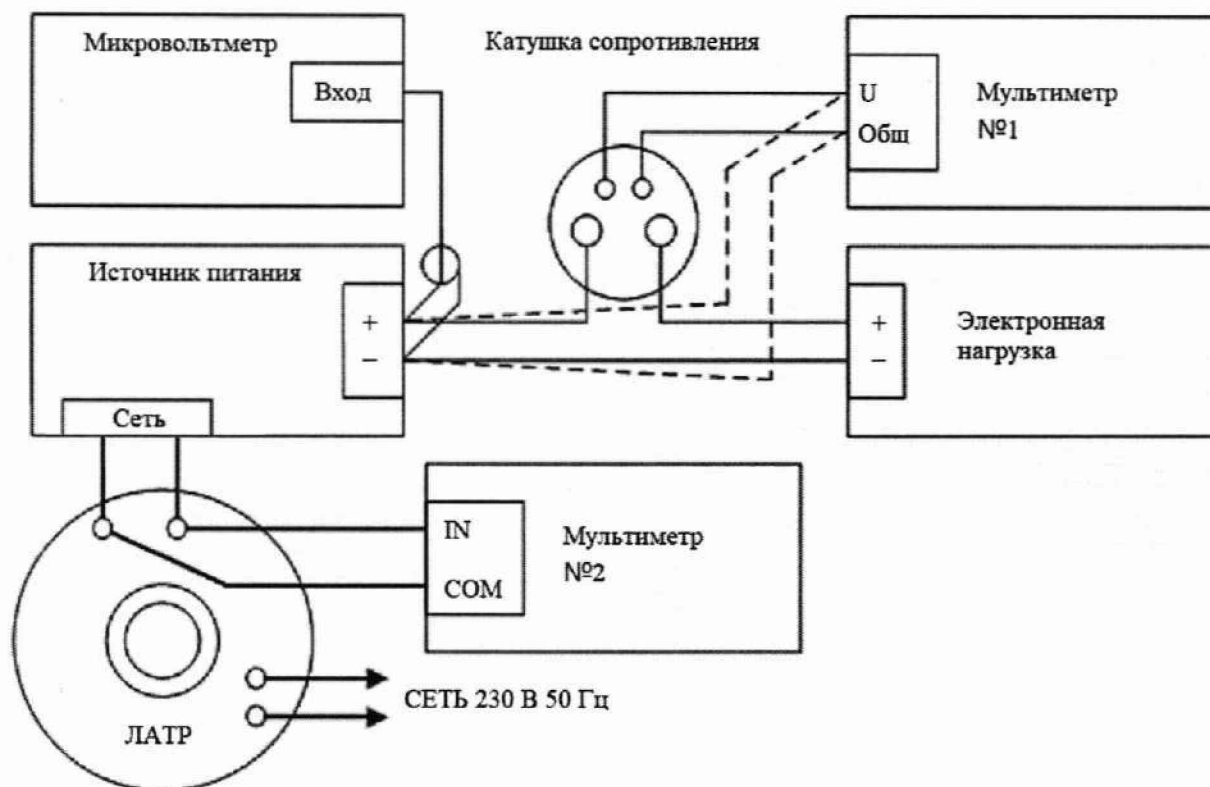 Микровольтметр
Вход
Катушка сопротивления
U
Общ
Мультиметр
№1
Источник питания
+
–
Сеть
+
–
Электронная
нагрузка
IN
COM
Мультиметр
№2
СЕТЬ 230 В 50 Гц
ЛАТР